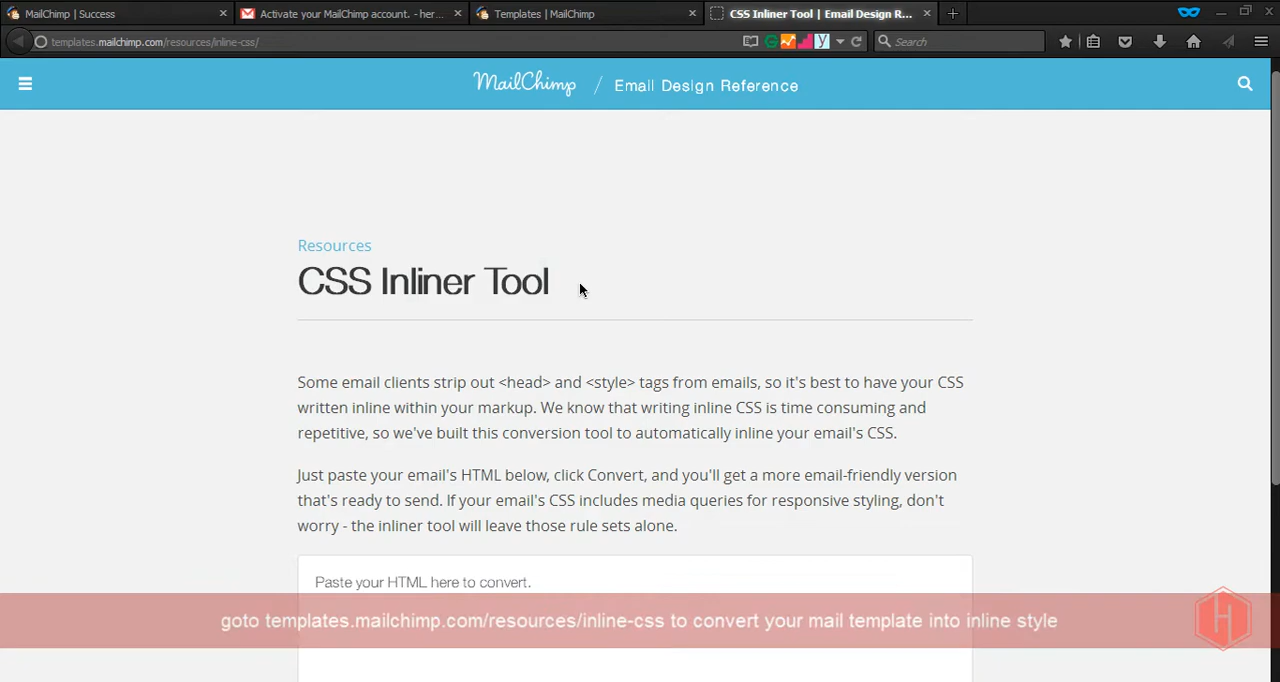 MailChimp | Success
Activate your MailChimp account. - her...
Templates | MailChimp
CSS Inliner Tool | Email Design R...
templates.mailchimp.com/resources/inline-css/
Search
MailChimp / Email Design Reference
Resources
CSS Inliner Tool
Some email clients strip out <head> and <style> tags from emails, so it's best to have your CSS
written inline within your markup. We know that writing inline CSS is time consuming and
repetitive, so we've built this conversion tool to automatically inline your email's CSS.
Just paste your email's HTML below, click Convert, and you'll get a more email-friendly version
that's ready to send. If your email's CSS includes media queries for responsive styling, don't
worry - the inliner tool will leave those rule sets alone.
Paste your HTML here to convert.
goto templates.mailchimp.com/resources/inline-css to convert your mail template into inline style
H